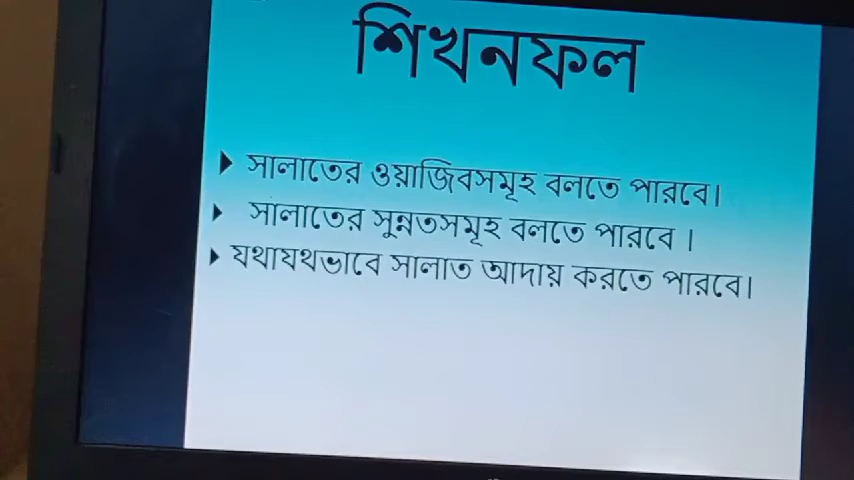 শিখনফল
সালাতের ওয়াজিবসমূহ বলতে পারবে।
সালাতের সুন্নতসমূহ বলতে পারবে ।
যথাযথভাবে সালাত আদায় করতে পারবে।